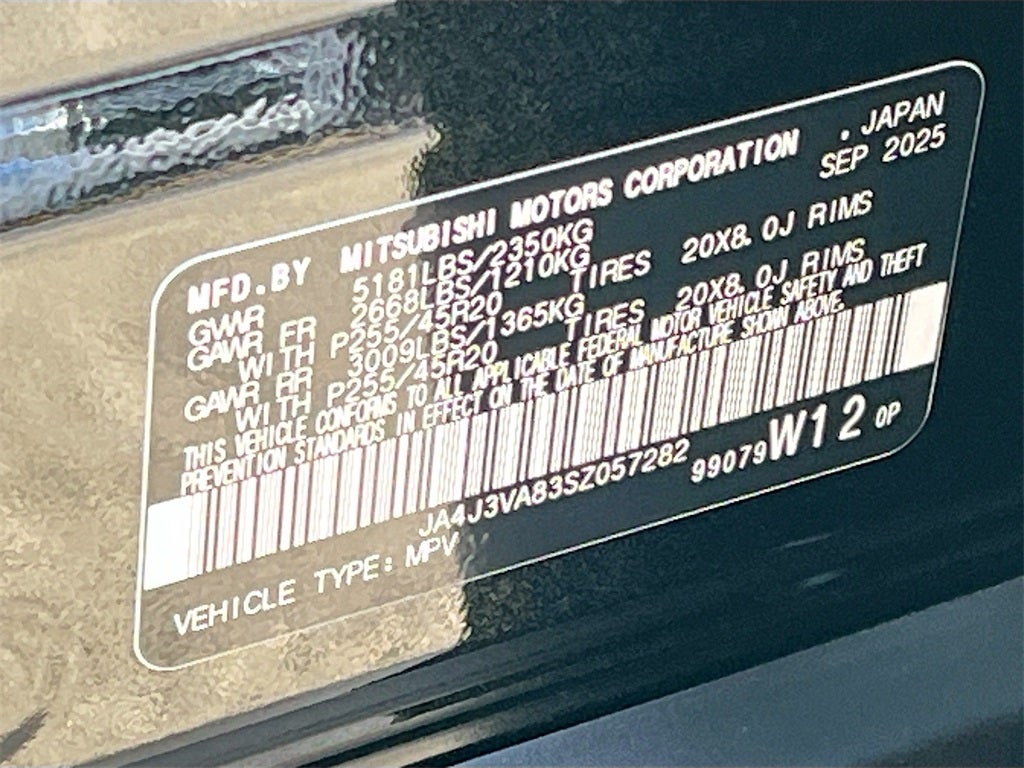 MFD.BY MITSUBISHI MOTORS CORPORATION . JAPAN
GVWR 5181LBS/2350KG SEP 2025
GAWR FR 2668LBS/1210KG
WITH P255/45R20 TIRES 20X8.0J RIMS
GAWR RR 3009LBS/1365KG
WITH P255/45R20 TIRES 20X8.0J RIMS
THIS VEHICLE CONFORMS TO ALL APPLICABLE FEDERAL MOTOR VEHICLE SAFETY AND THEFT
PREVENTION STANDARDS IN EFFECT ON THE DATE OF MANUFACTURE SHOWN ABOVE.
JA4J3VA83SZ057282 99079 W12 OP
VEHICLE TYPE: MPV